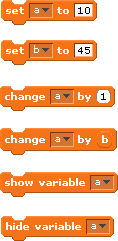 set a to 10
set b to 45
change a by 1
change a by b
show variable a
hide variable a